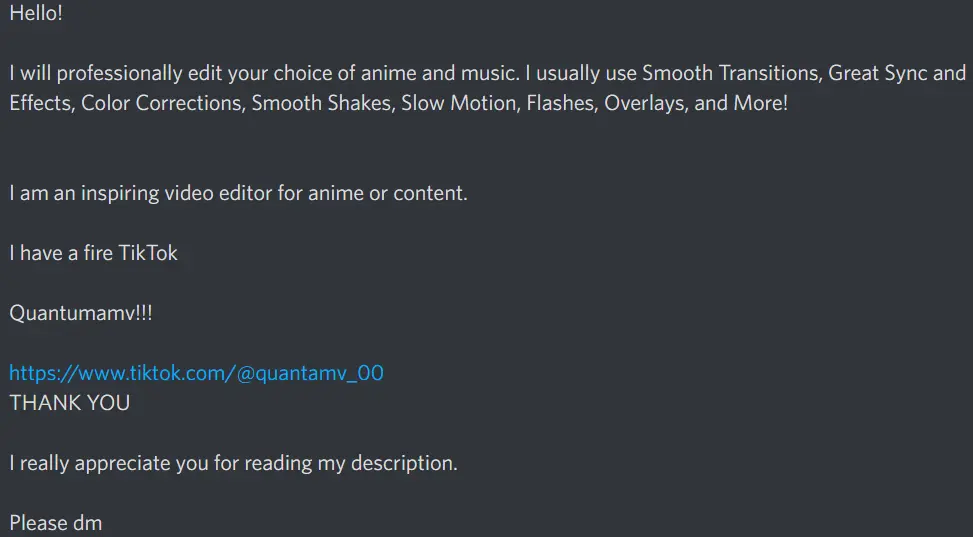 Hello!
I will professionally edit your choice of anime and music. I usually use Smooth Transitions, Great Sync and
Effects, Color Corrections, Smooth Shakes, Slow Motion, Flashes, Overlays, and More!
I am an inspiring video editor for anime or content.
I have a fire TikTok
Quantumamv!!!
https://www.tiktok.com/@quantamv_00
THANK YOU
I really appreciate you for reading my description.
Please dm